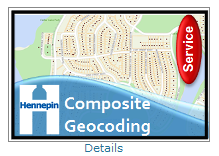 Service
Hennepin
Composite
Geocoding
Details